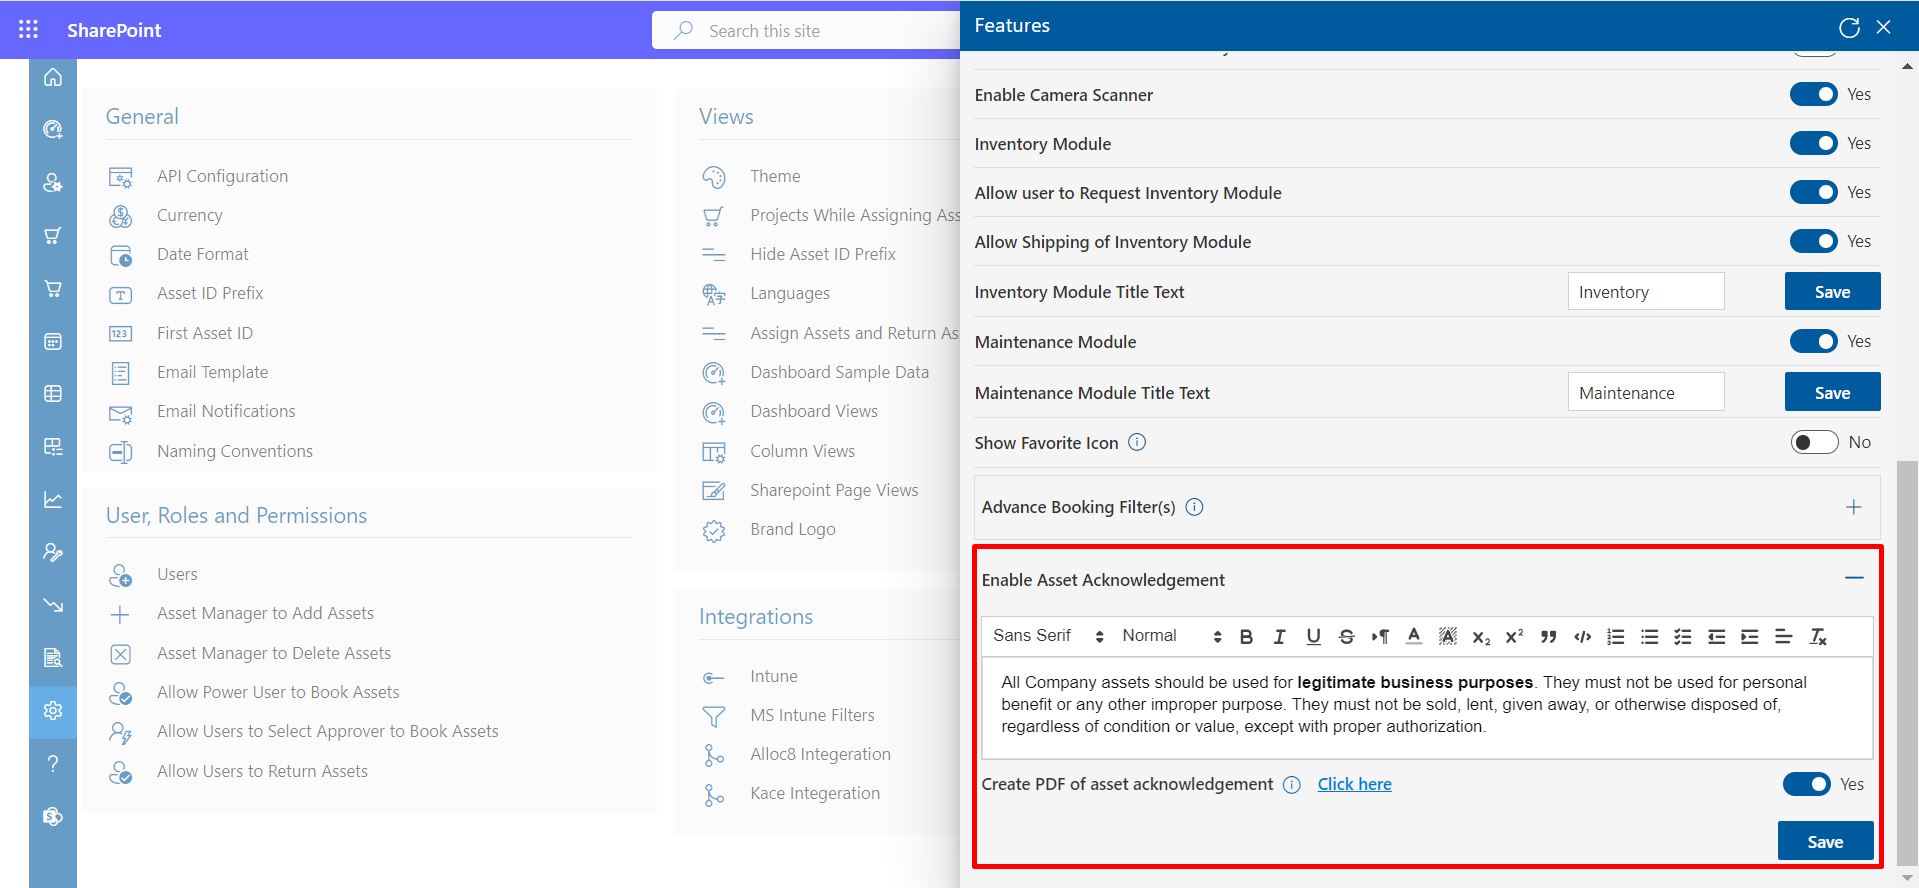 SharePoint
Search this site
General
API Configuration
Currency
Date Format
Asset ID Prefix
First Asset ID
Email Template
Email Notifications
Naming Conventions
User, Roles and Permissions
Users
Asset Manager to Add Assets
Asset Manager to Delete Assets
Allow Power User to Book Assets
Allow Users to Select Approver to Book Assets
Allow Users to Return Assets
Views
Theme
Projects While Assigning Ass
Hide Asset ID Prefix
Languages
Assign Assets and Return As
Dashboard Sample Data
Dashboard Views
Column Views
Sharepoint Page Views
Brand Logo
Integrations
Intune
MS Intune Filters
Alloc8 Integeration
Kace Integeration
Features
Enable Camera Scanner Yes
Inventory Module Yes
Allow user to Request Inventory Module Yes
Allow Shipping of Inventory Module Yes
Inventory Module Title Text Inventory Save
Maintenance Module Yes
Maintenance Module Title Text Maintenance Save
Show Favorite Icon No
Advance Booking Filter(s)
Enable Asset Acknowledgement
Sans Serif Normal
All Company assets should be used for legitimate business purposes. They must not be used for personal
benefit or any other improper purpose. They must not be sold, lent, given away, or otherwise disposed of,
regardless of condition or value, except with proper authorization.
Create PDF of asset acknowledgement Click here Yes
Save